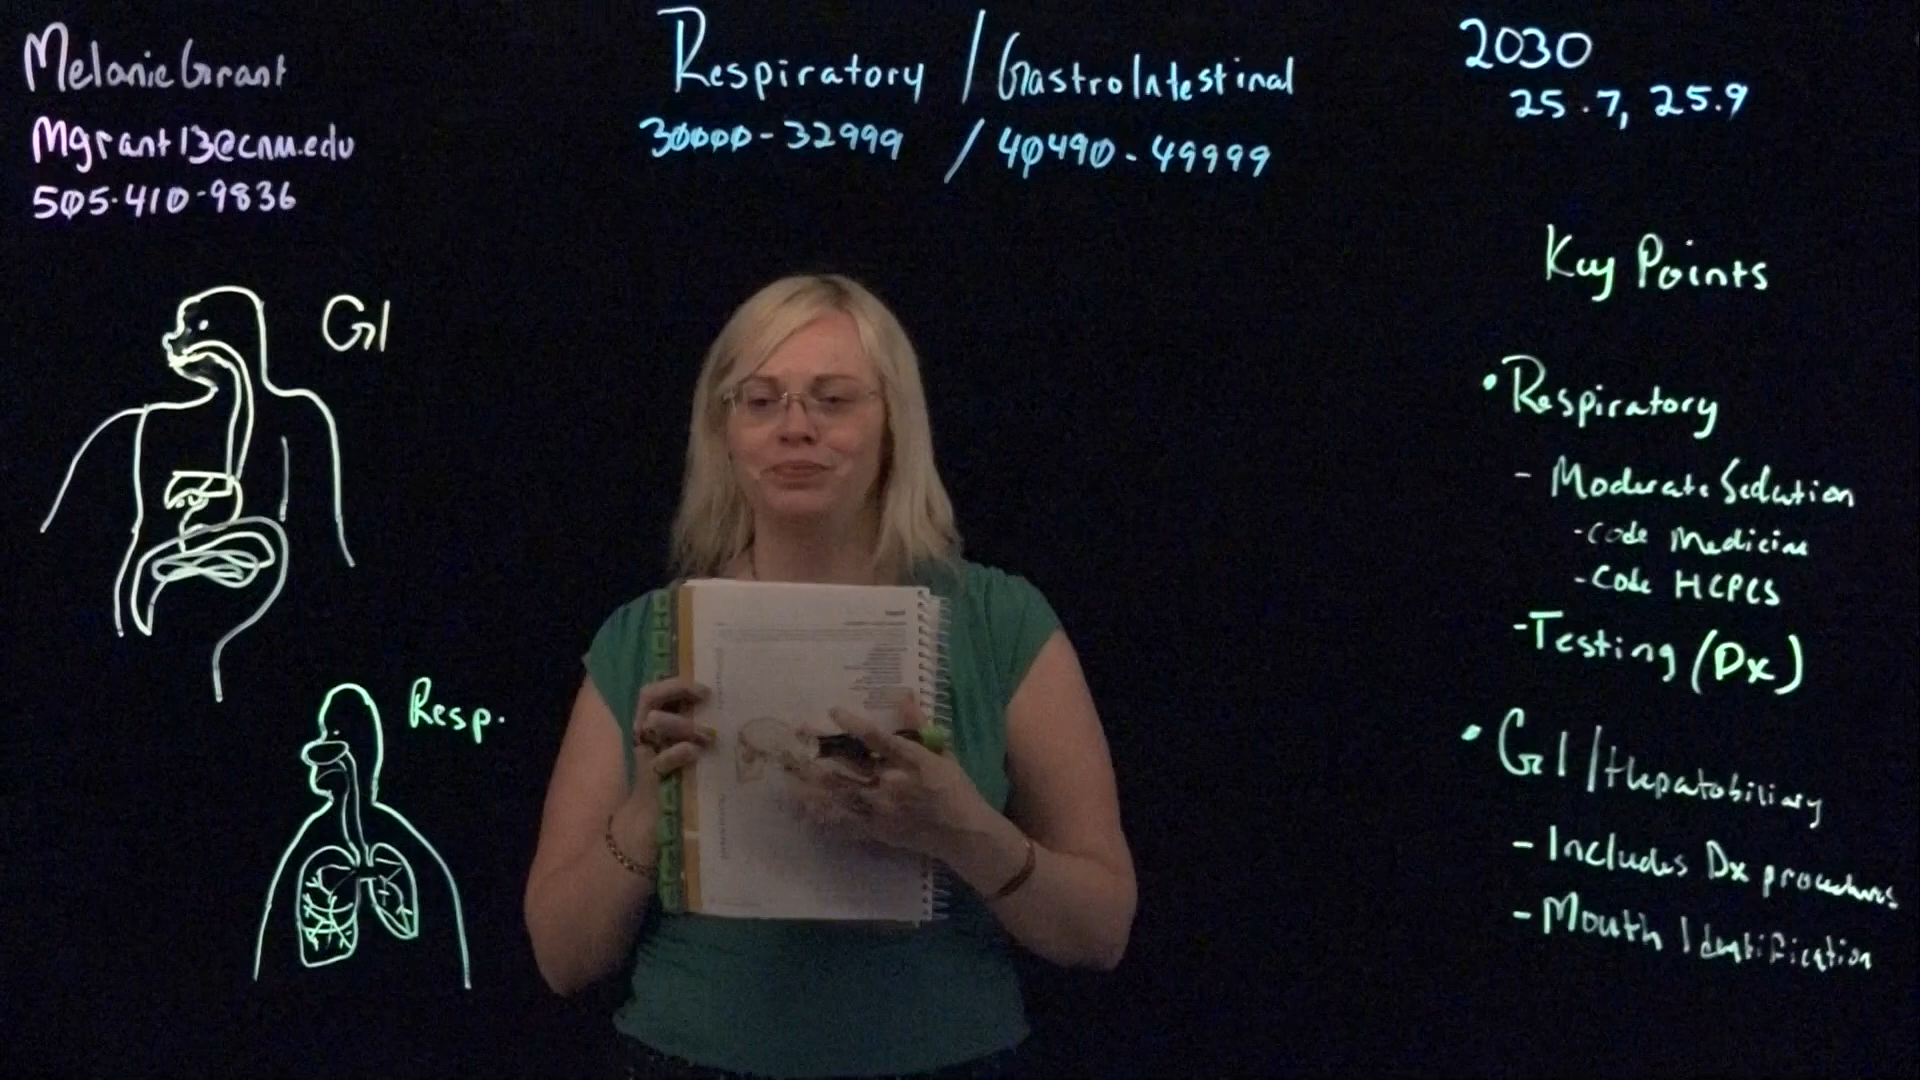 Melanie Grant
Mgrant13@cnm.edu
505-410-9836
Respiratory / GastroIntestinal
30000-32999 / 40490-49999
2030
25.7, 25.9
GI
Resp.
Key Points
• Respiratory
- Moderate Sedation
- Code Medicine
- Code HCPCS
- Testing (Dx)
• GI / Hepatobiliary
- Includes Dx procedures
- Mouth Identification